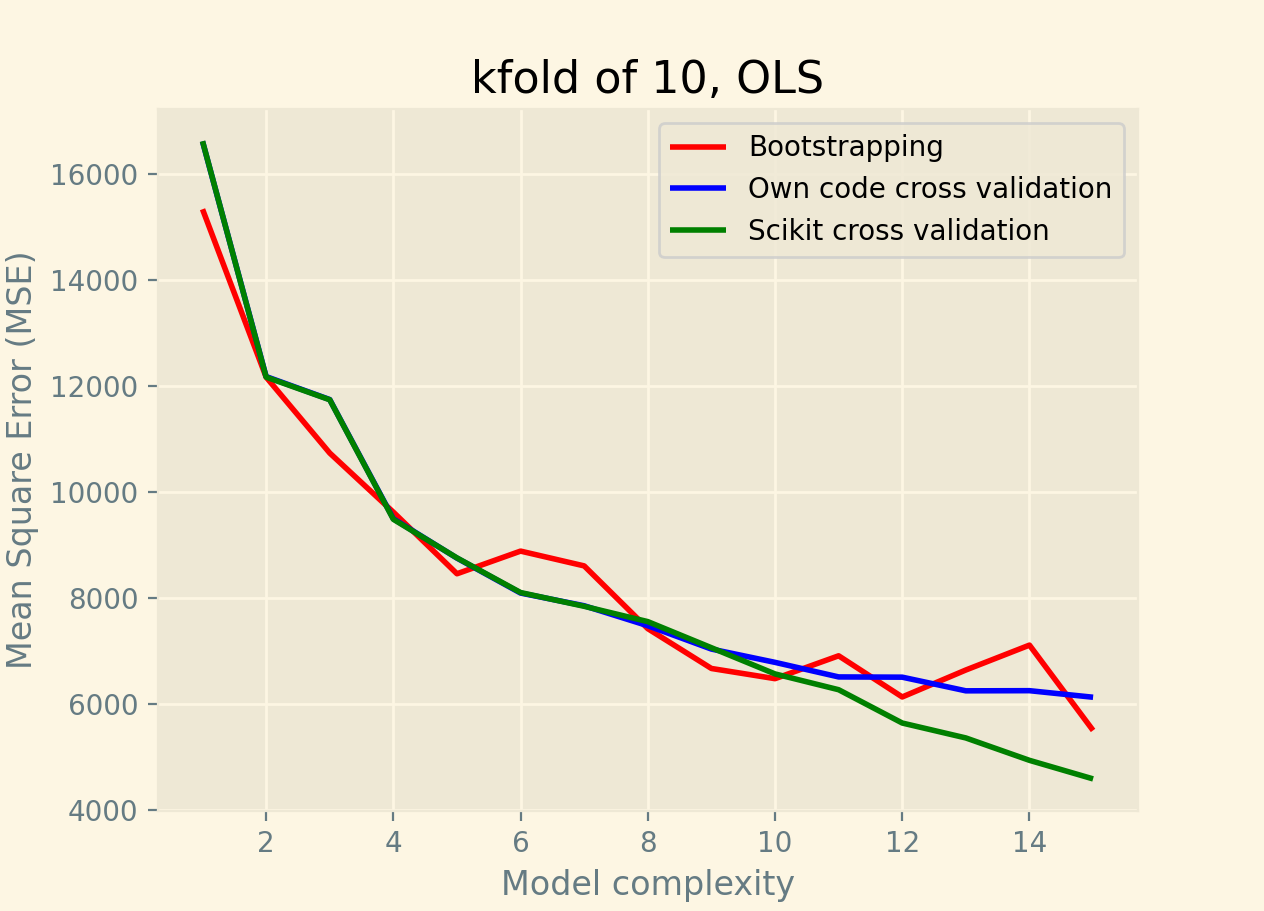 kfold of 10, OLS
Bootstrapping
Own code cross validation
Scikit cross validation
Mean Square Error (MSE)
16000
14000
12000
10000
8000
6000
4000
2 4 6 8 10 12 14
Model complexity